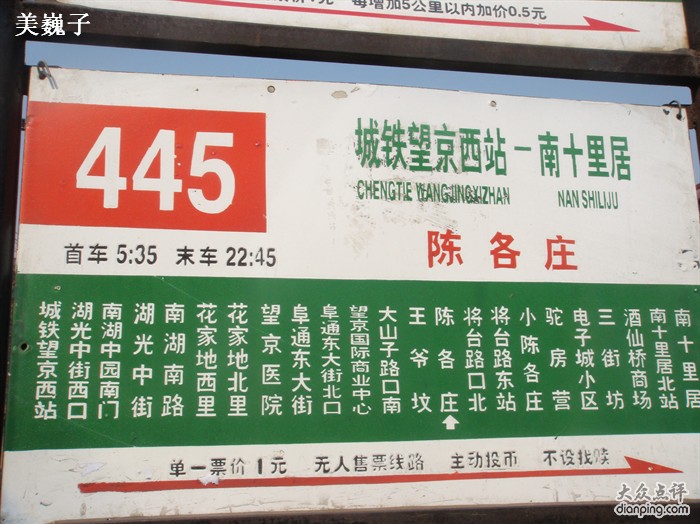 每增加5公里以内加价0.5元
美巍子
445
城铁望京西站－南十里居
CHENGTIE WANGJINGXIZHAN NAN SHILIJU
首车 5:35 末车 22:45
陈各庄
城铁望京西站
湖光中街西口
南湖中园南门
湖光中街
南湖南路
花家地西里
花家地北里
望京医院
阜通东大街
阜通东大街北口
望京国际商业中心
大山子路口南
王爷坟
陈各庄
将台路口北
将台路东站
小陈各庄
驼房营
电子城小区
三街坊
酒仙桥商场
南十里居北站
南十里居
单一票价1元 无人售票线路 主动投币 不设找赎
大众点评
dianping.com